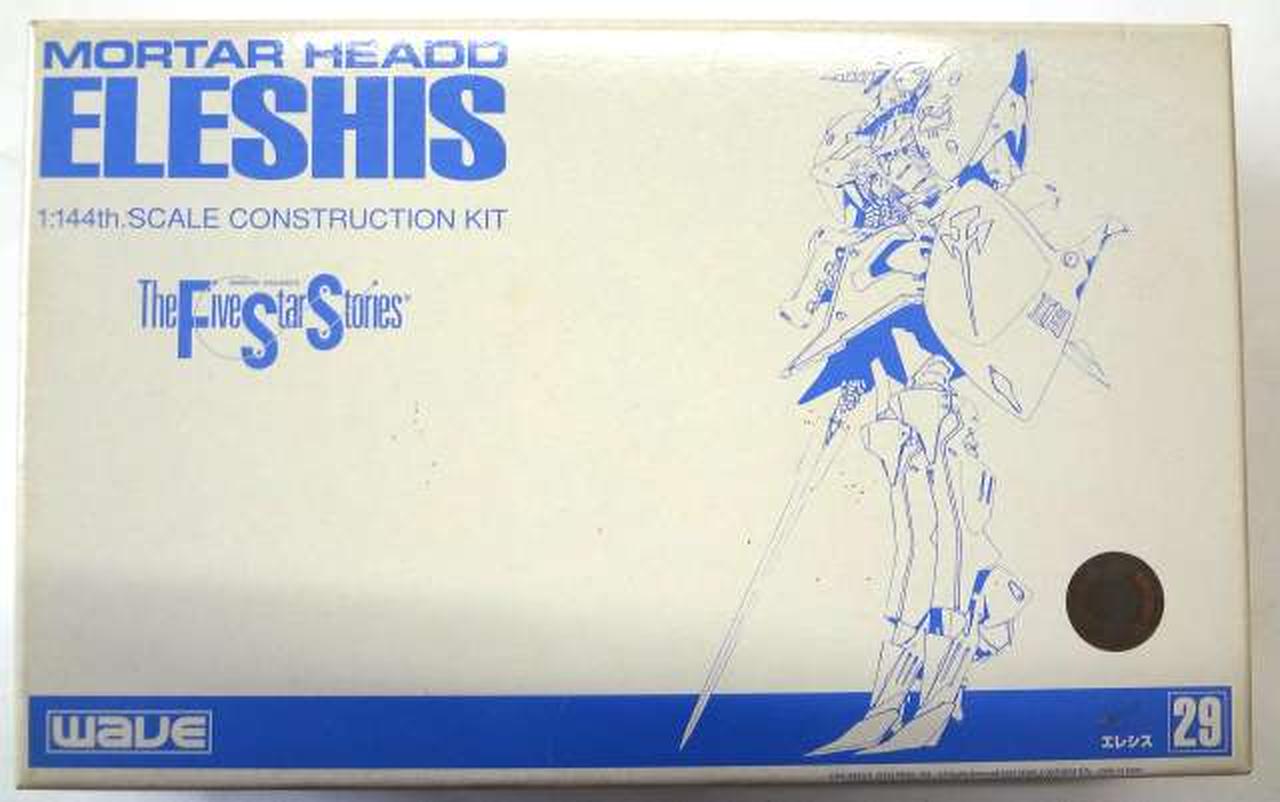 MORTAR HEADD
ELESHIS
1:144th.SCALE CONSTRUCTION KIT
The Five Star Stories
wave
エレシス
29